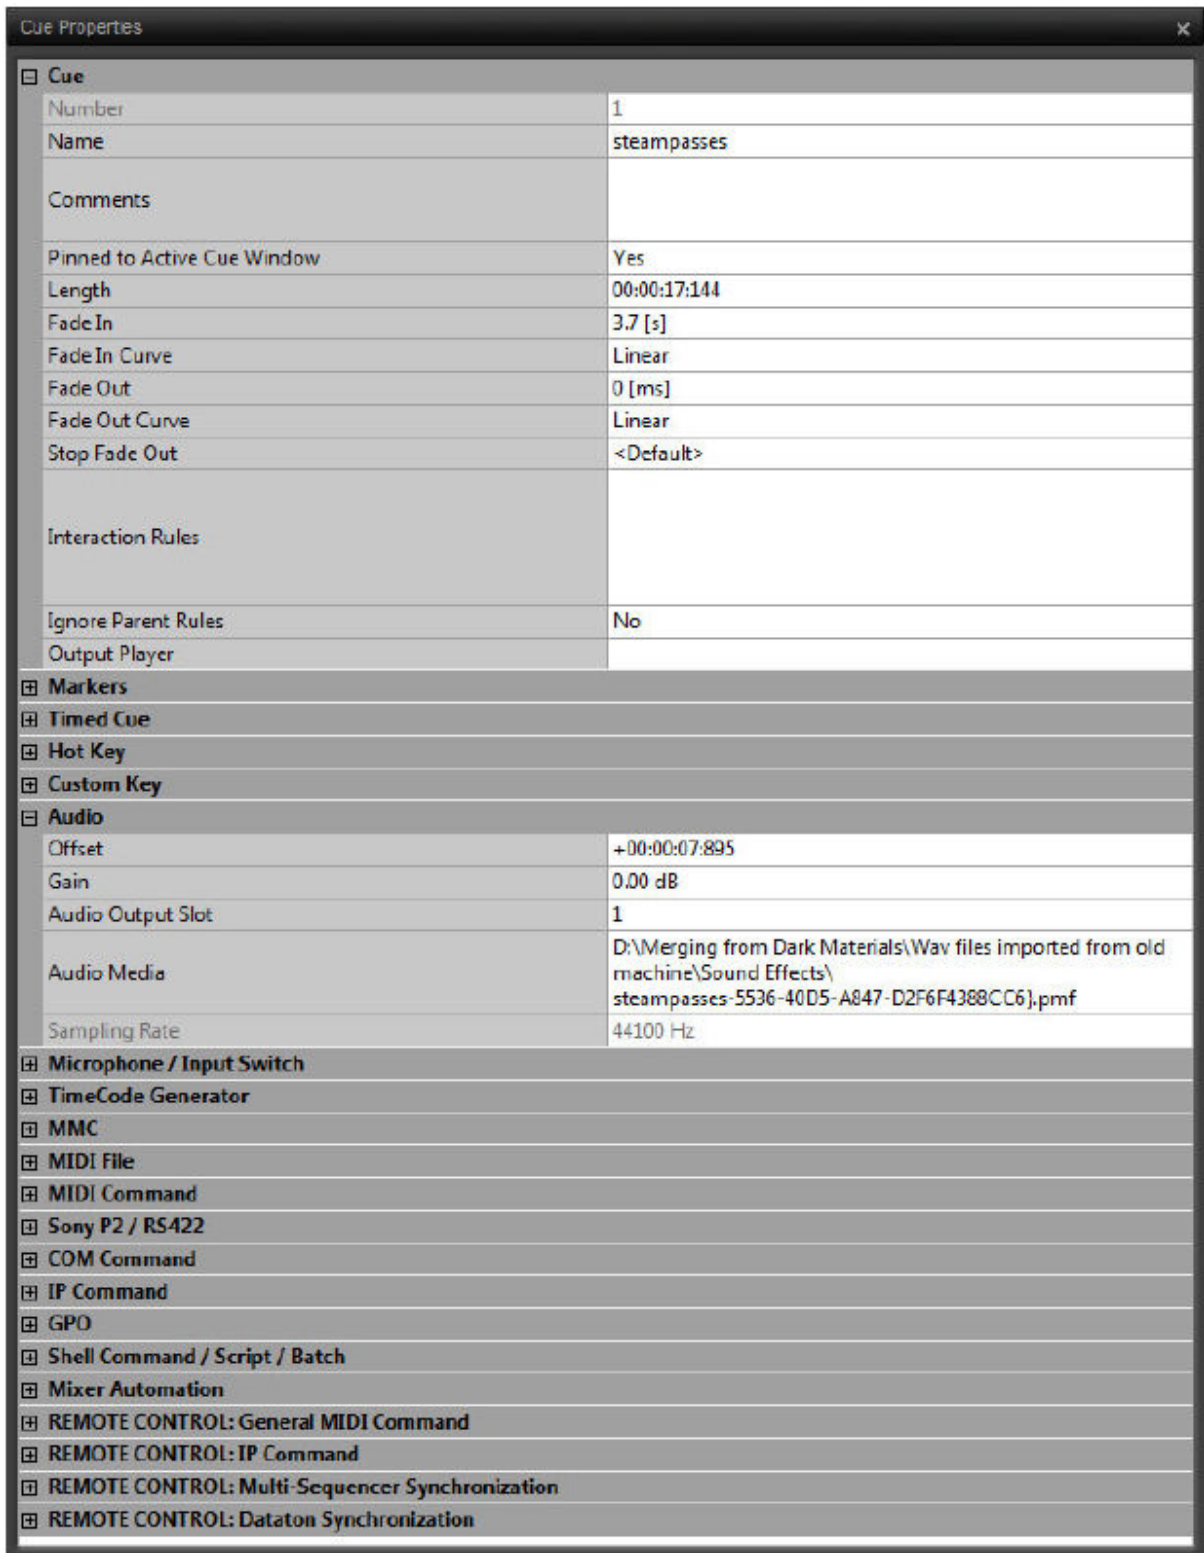 Cue Properties
Cue
Number 1
Name steampasses
Comments
Pinned to Active Cue Window Yes
Length 00:00:17:144
Fade In 3.7 [s]
Fade In Curve Linear
Fade Out 0 [ms]
Fade Out Curve Linear
Stop Fade Out <Default>
Interaction Rules
Ignore Parent Rules No
Output Player
Markers
Timed Cue
Hot Key
Custom Key
Audio
Offset +00:00:07:895
Gain 0.00 dB
Audio Output Slot 1
Audio Media D:\Merging from Dark Materials\Wav files imported from old
machine\Sound Effects\
steampasses-5536-40D5-A847-D2F6F4388CC6}.pmf
Sampling Rate 44100 Hz
Microphone / Input Switch
TimeCode Generator
MMC
MIDI File
MIDI Command
Sony P2 / RS422
COM Command
IP Command
GPO
Shell Command / Script / Batch
Mixer Automation
REMOTE CONTROL: General MIDI Command
REMOTE CONTROL: IP Command
REMOTE CONTROL: Multi-Sequencer Synchronization
REMOTE CONTROL: Dataton Synchronization